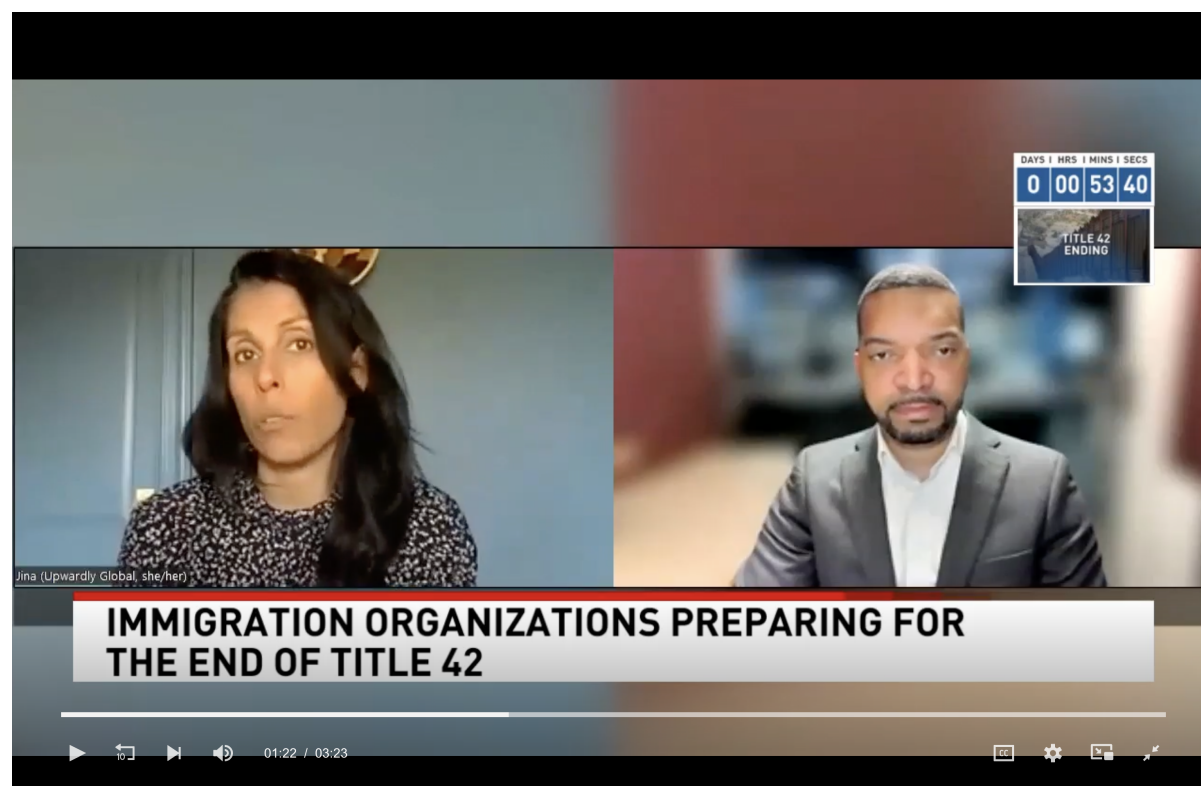 DAYS | HRS | MINS | SECS
0 00 53 40
TITLE 42
ENDING
Jina (Upwardly Global, she/her)
IMMIGRATION ORGANIZATIONS PREPARING FOR
THE END OF TITLE 42
10
01:22 / 03:23
CC